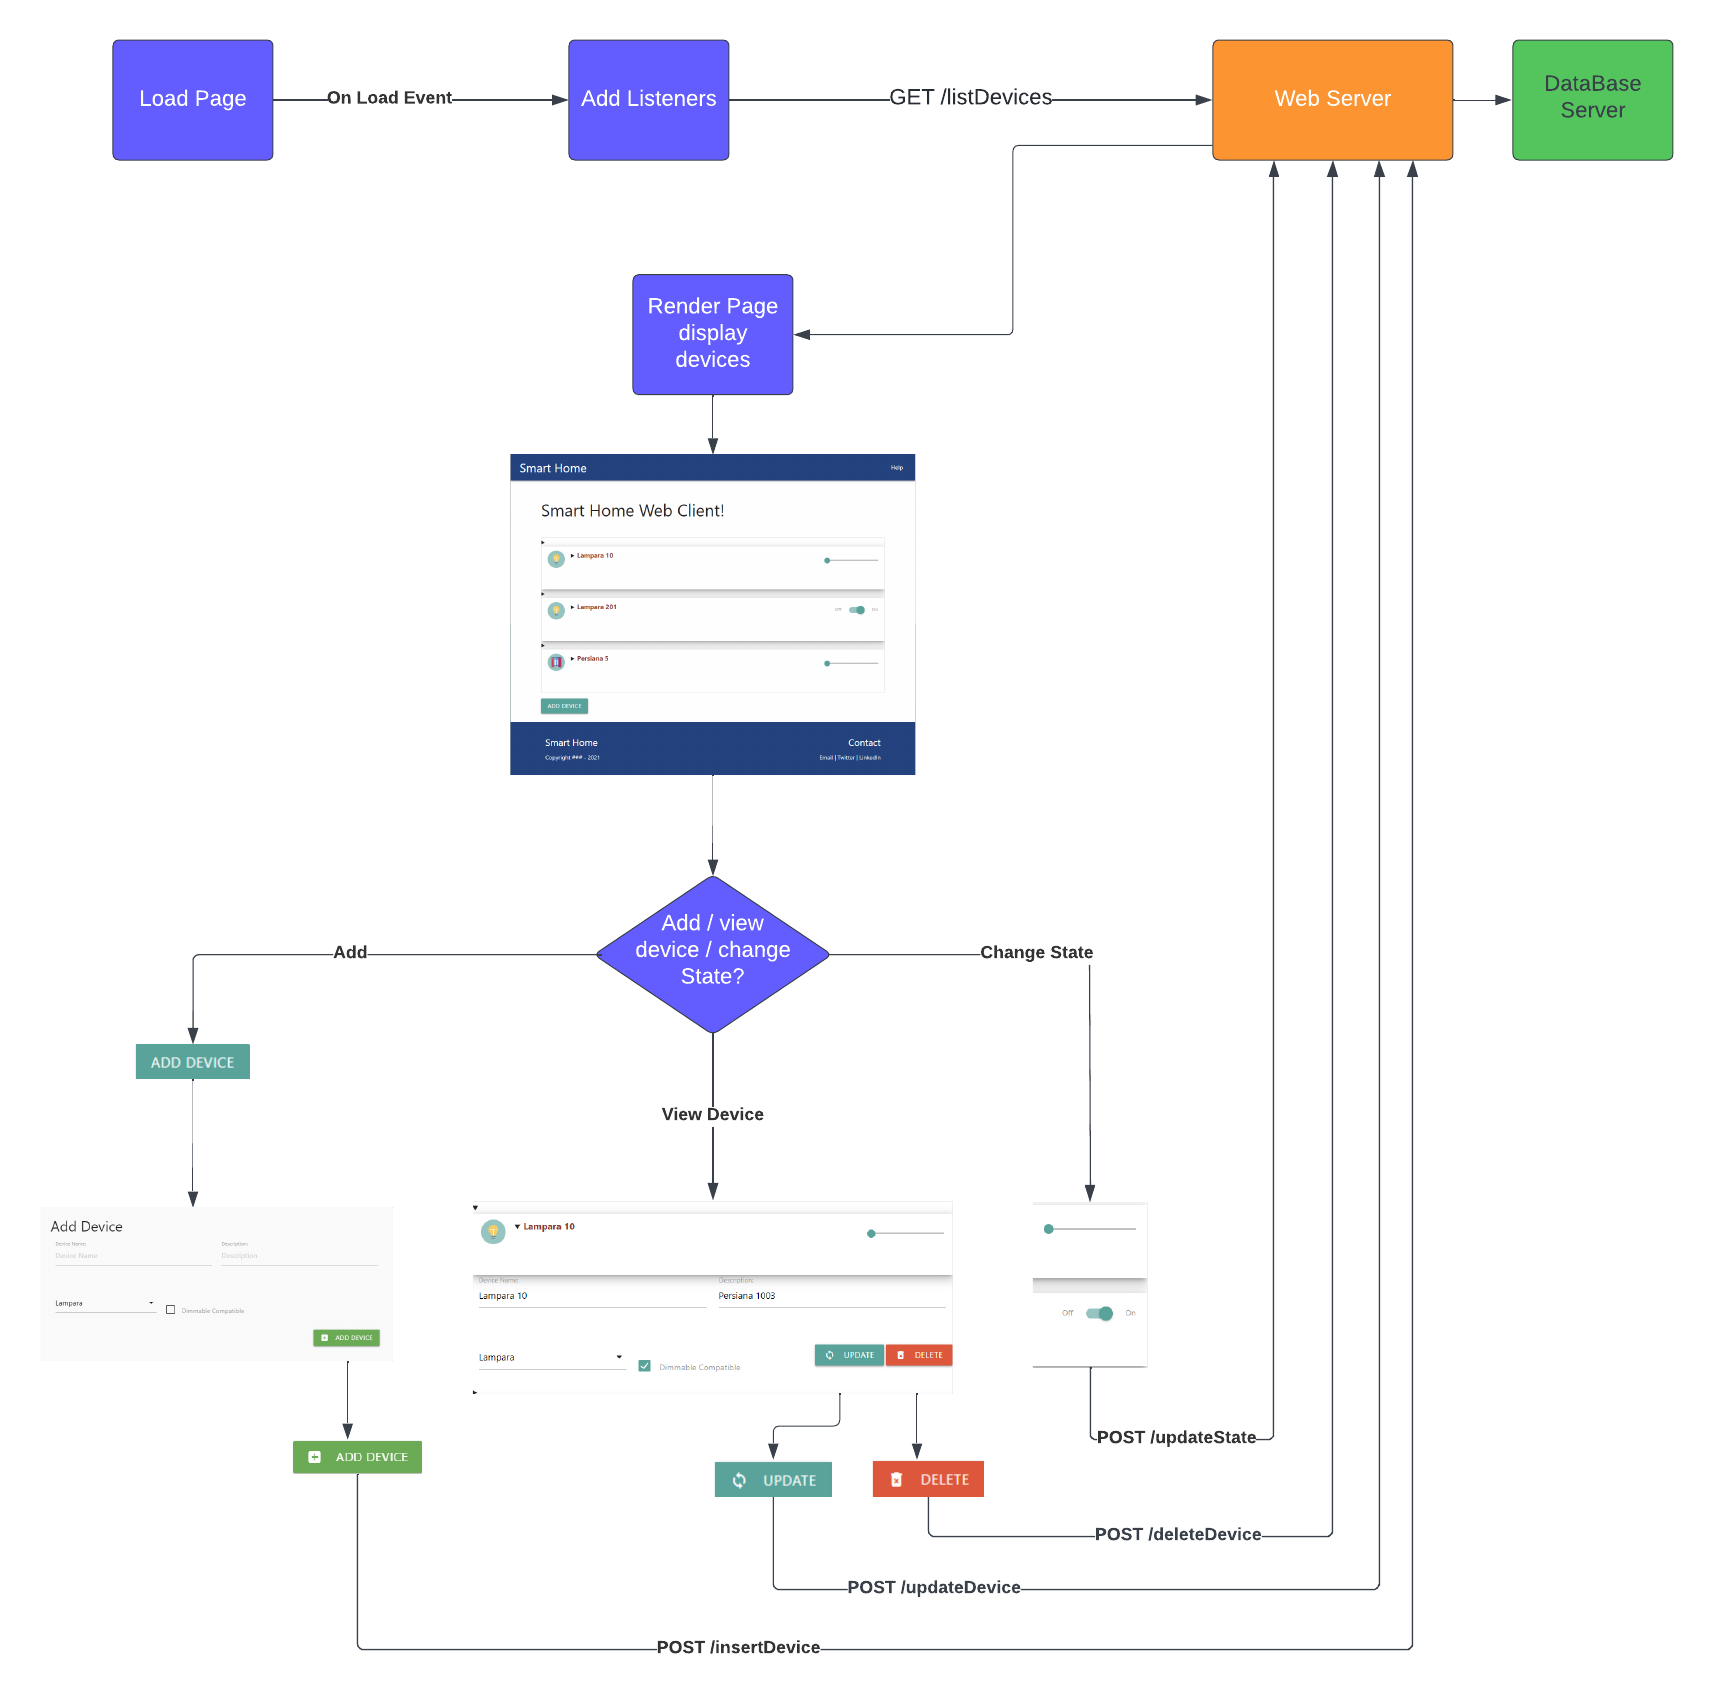 Load Page
On Load Event
Add Listeners
GET /listDevices
Web Server
DataBase
Server
Render Page
display
devices
Smart Home
Help
Smart Home Web Client!
Lampara 10
Lampara 201
Off
On
Persiana 5
ADD DEVICE
Smart Home
Contact
Copyright ### - 2021
Email | Twitter | LinkedIn
Add / view
device / change
State?
Add
Change State
ADD DEVICE
View Device
Add Device
Device Name:
Description:
Device Name
Description
Lampara
Dimmable Compatible
ADD DEVICE
Lampara 10
Device Name:
Description:
Lampara 10
Persiana 1003
Lampara
Dimmable Compatible
UPDATE
DELETE
Off
On
POST /updateState
ADD DEVICE
UPDATE
DELETE
POST /deleteDevice
POST /updateDevice
POST /insertDevice